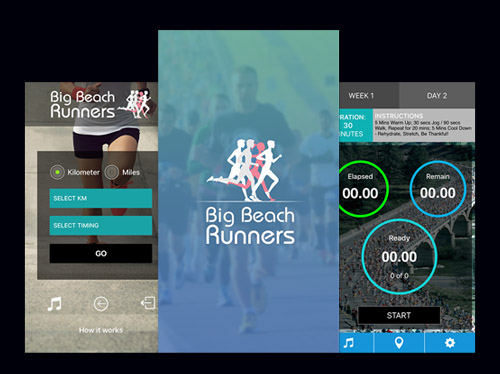 Big Beach
Runners
Kilometer
Miles
SELECT KM
SELECT TIMING
GO
How it works
Big Beach
Runners
WEEK 1
DAY 2
RATION:
30
NUTES
INSTRUCTIONS
5 Mins Warm Up; 30 secs Jog / 90 secs
Walk, Repeat for 20 mins; 5 Mins Cool Down
- Rehydrate, Stretch, Be Thankful!
Elapsed
00.00
Remain
00.00
Ready
00.00
0 of 0
START